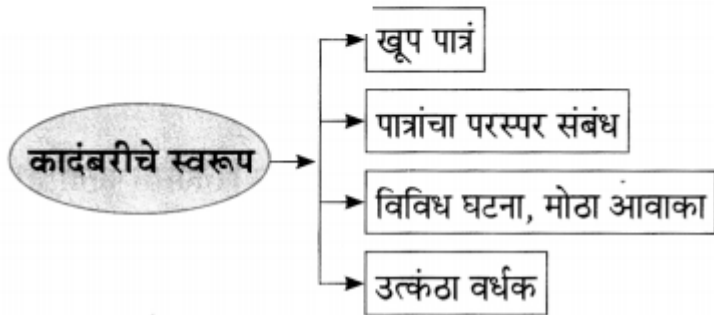 खूप पात्रं
पात्रांचा परस्पर संबंध
कादंबरीचे स्वरूप
विविध घटना, मोठा आवाका
उत्कंठा वर्धक